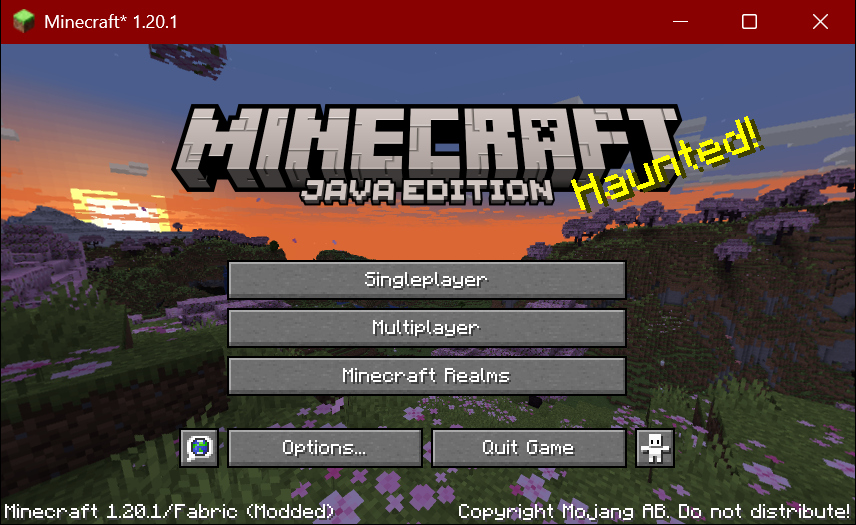 Minecraft* 1.20.1
MINECRAFT
JAVA EDITION
Haunted!
Singleplayer
Multiplayer
Minecraft Realms
Options...
Quit Game
Minecraft 1.20.1/Fabric (Modded)
Copyright Mojang AB. Do not distribute!